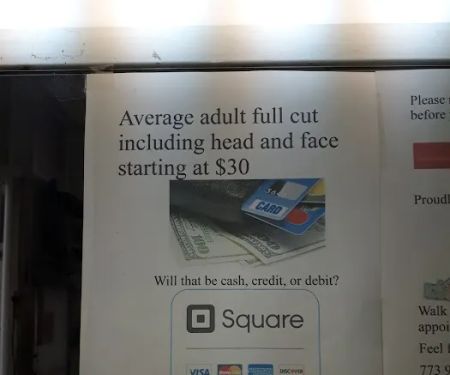 Average adult full cut
including head and face
starting at $30
CARD
100
Will that be cash, credit, or debit?
Square
VISA
DISCOVER
Please
before
Proudl
Walk
appoi
Feel
773